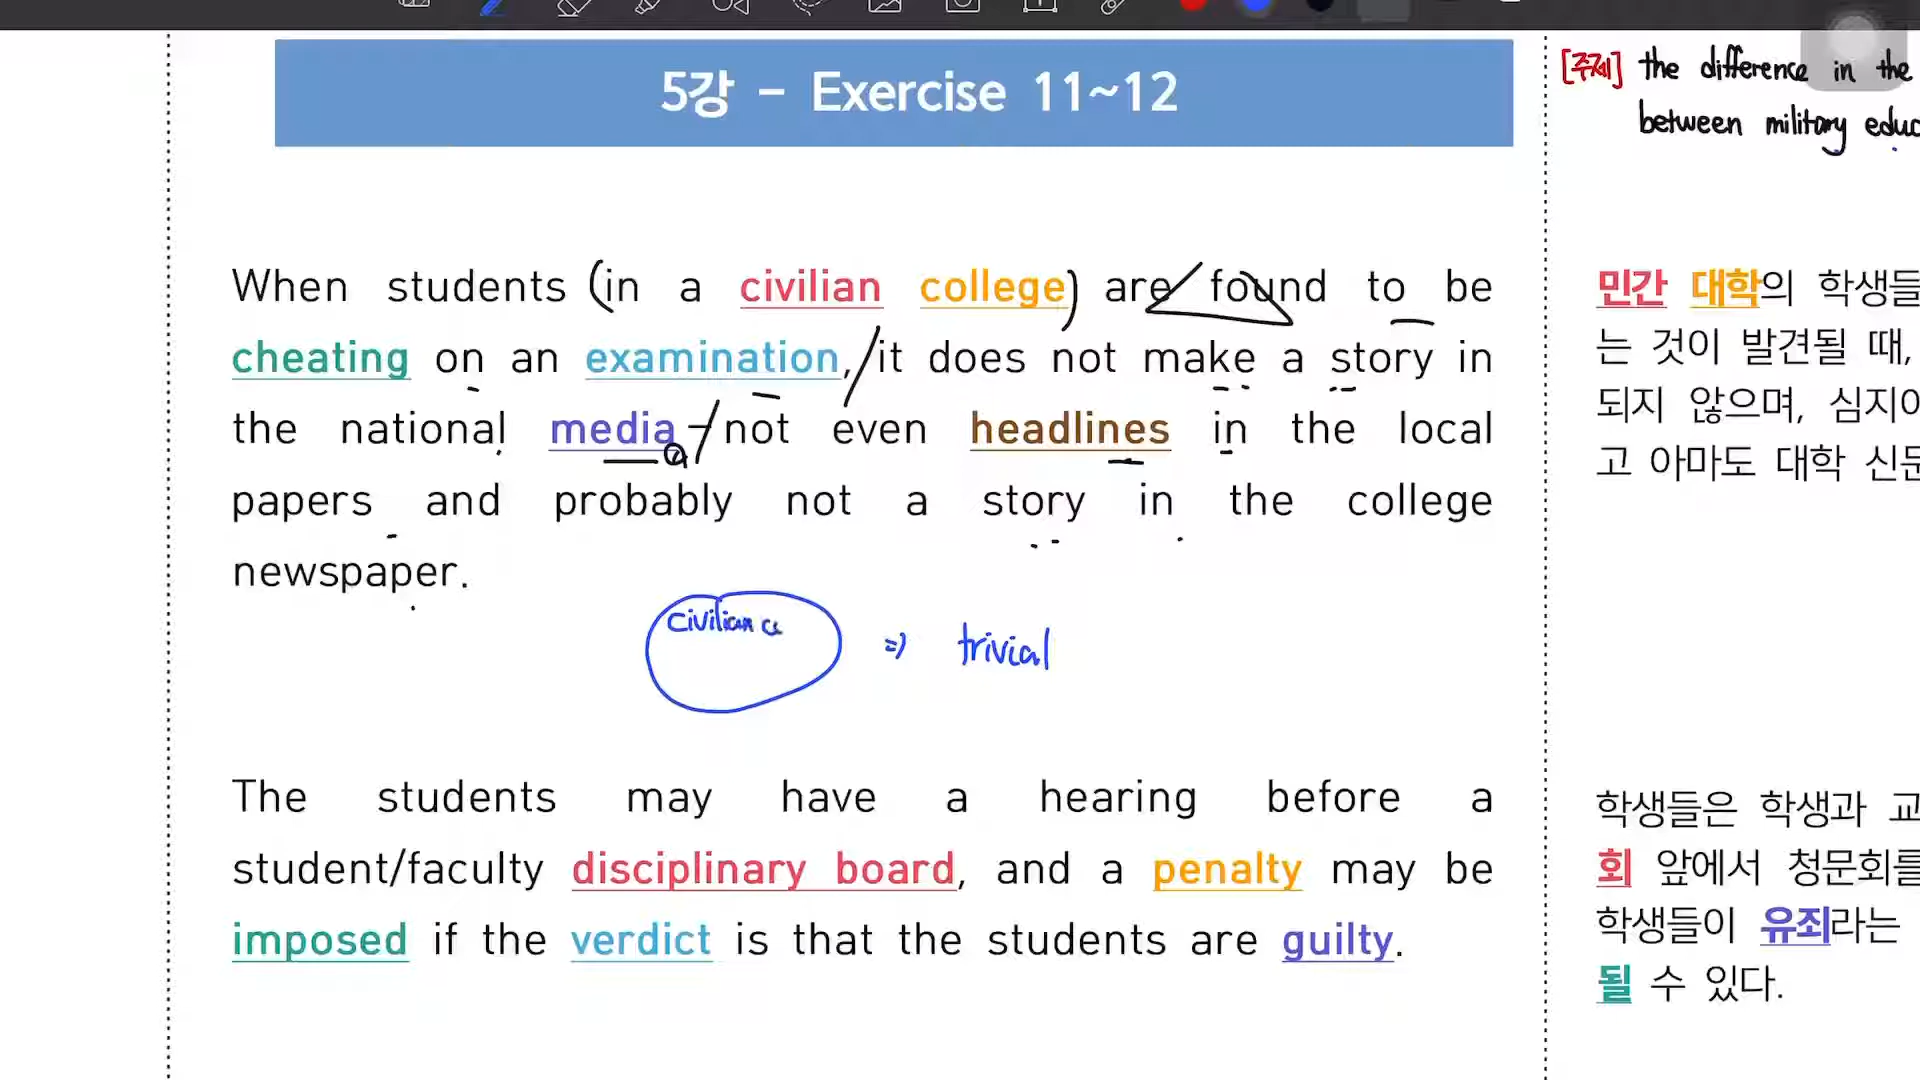 5강 - Exercise 11~12
[주제] the difference in the
between military educ
When students (in a civilian college) are found to be
cheating on an examination, it does not make a story in
the national media - not even headlines in the local
papers and probably not a story in the college
newspaper.
civilian c
⇒ trivial
The students may have a hearing before a
student/faculty disciplinary board, and a penalty may be
imposed if the verdict is that the students are guilty.
민간 대학의 학생들
는 것이 발견될 때,
되지 않으며, 심지어
고 아마도 대학 신문
학생들은 학생과 교
회 앞에서 청문회를
학생들이 유죄라는
될 수 있다.